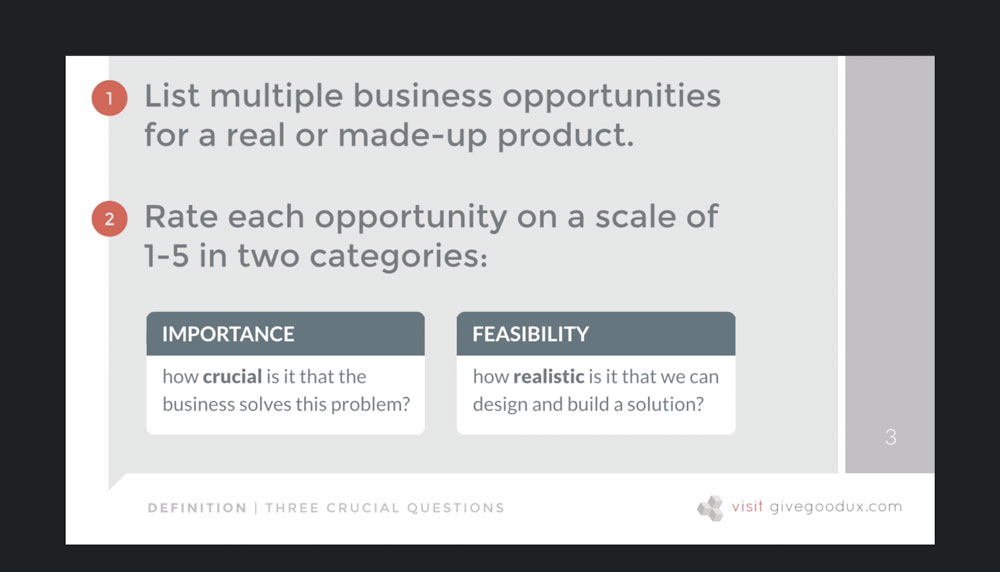 1
List multiple business opportunities
for a real or made-up product.
2
Rate each opportunity on a scale of
1-5 in two categories:
IMPORTANCE
how crucial is it that the
business solves this problem?
FEASIBILITY
how realistic is it that we can
design and build a solution?
3
DEFINITION | THREE CRUCIAL QUESTIONS
visit givegoodux.com